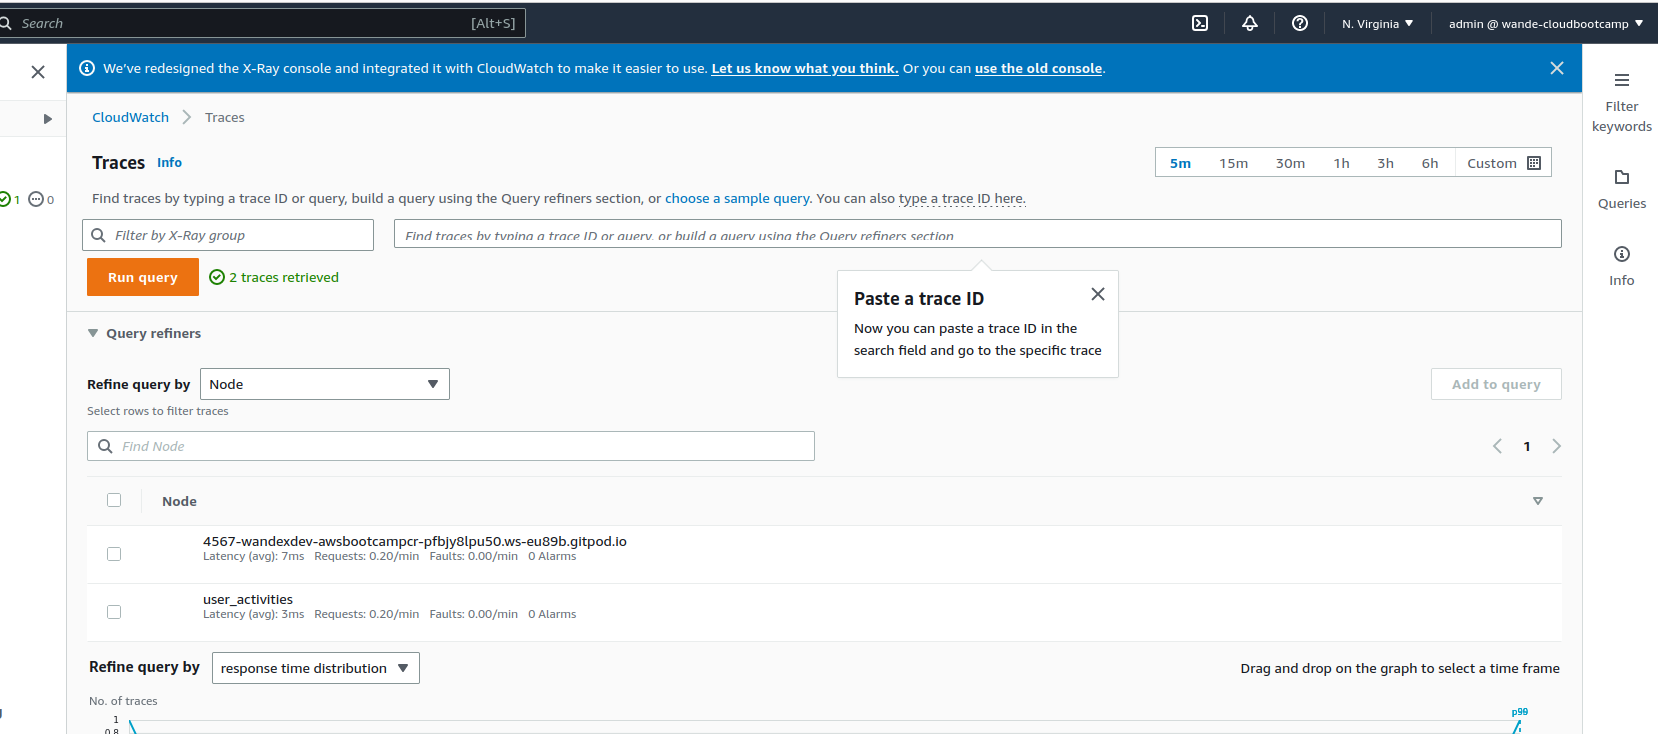 Search [Alt+S] N. Virginia admin @ wande-cloudbootcamp
We've redesigned the X-Ray console and integrated it with CloudWatch to make it easier to use. Let us know what you think. Or you can use the old console.
CloudWatch Traces
Traces Info 5m 15m 30m 1h 3h 6h Custom
Find traces by typing a trace ID or query, build a query using the Query refiners section, or choose a sample query. You can also type a trace ID here.
1 0
Filter by X-Ray group Find traces by typing a trace ID or query, or build a query using the Query refiners section
Run query 2 traces retrieved
Paste a trace ID
Now you can paste a trace ID in the
search field and go to the specific trace
Query refiners
Refine query by Node Add to query
Select rows to filter traces
Find Node 1
Node
4567-wandexdev-awsbootcampcr-pfbjy8lpu50.ws-eu89b.gitpod.io
Latency (avg): 7ms Requests: 0.20/min Faults: 0.00/min 0 Alarms
user_activities
Latency (avg): 3ms Requests: 0.20/min Faults: 0.00/min 0 Alarms
Refine query by response time distribution Drag and drop on the graph to select a time frame
No. of traces
1 p99
0.8
Filter
keywords
Queries
Info